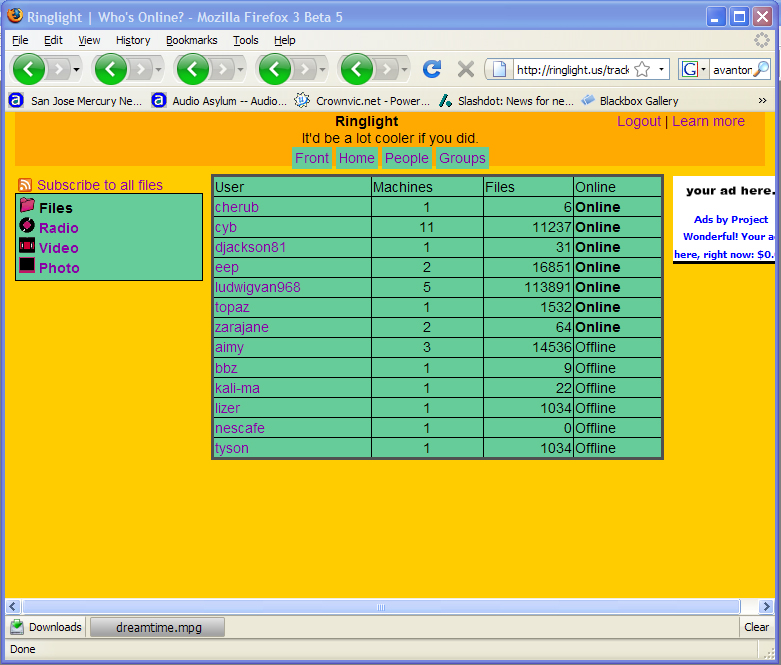 Ringlight | Who's Online? - Mozilla Firefox 3 Beta 5
File Edit View History Bookmarks Tools Help
http://ringlight.us/track G avanton
San Jose Mercury Ne... Audio Asylum -- Audio... Crownvic.net - Power... Slashdot: News for ne... Blackbox Gallery »
Ringlight Logout | Learn more
It'd be a lot cooler if you did.
Front Home People Groups
Subscribe to all files
Files
Radio
Video
Photo
User Machines Files Online
cherub 1 6 Online
cyb 11 11237 Online
djackson81 1 31 Online
eep 2 16851 Online
ludwigvan968 5 113891 Online
topaz 1 1532 Online
zarajane 2 64 Online
aimy 3 14536 Offline
bbz 1 9 Offline
kali-ma 1 22 Offline
lizer 1 1034 Offline
nescafe 1 0 Offline
tyson 1 1034 Offline
your ad here.
Ads by Project
Wonderful! Your a
here, right now: $0.
Downloads dreamtime.mpg Clear
Done